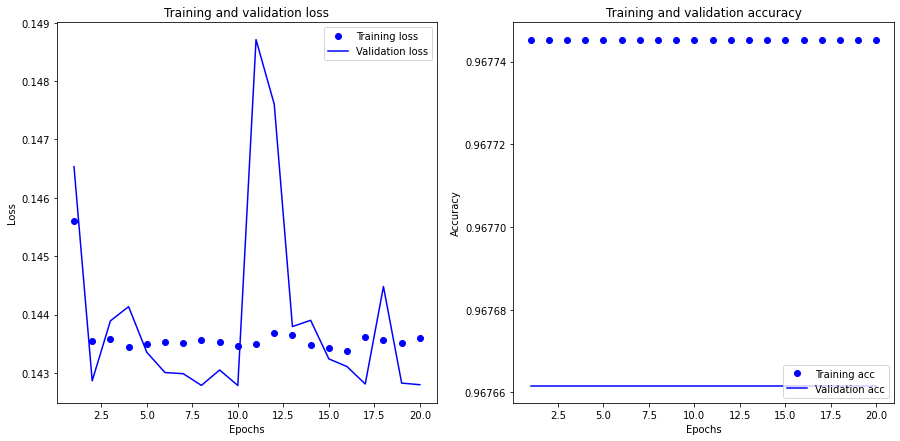 Training and validation loss
0.149
0.148
0.147
0.146
0.145
0.144
0.143
Loss
Training loss
Validation loss
2.5 5.0 7.5 10.0 12.5 15.0 17.5 20.0
Epochs
Training and validation accuracy
0.96774
0.96772
0.96770
0.96768
0.96766
Accuracy
Training acc
Validation acc
2.5 5.0 7.5 10.0 12.5 15.0 17.5 20.0
Epochs